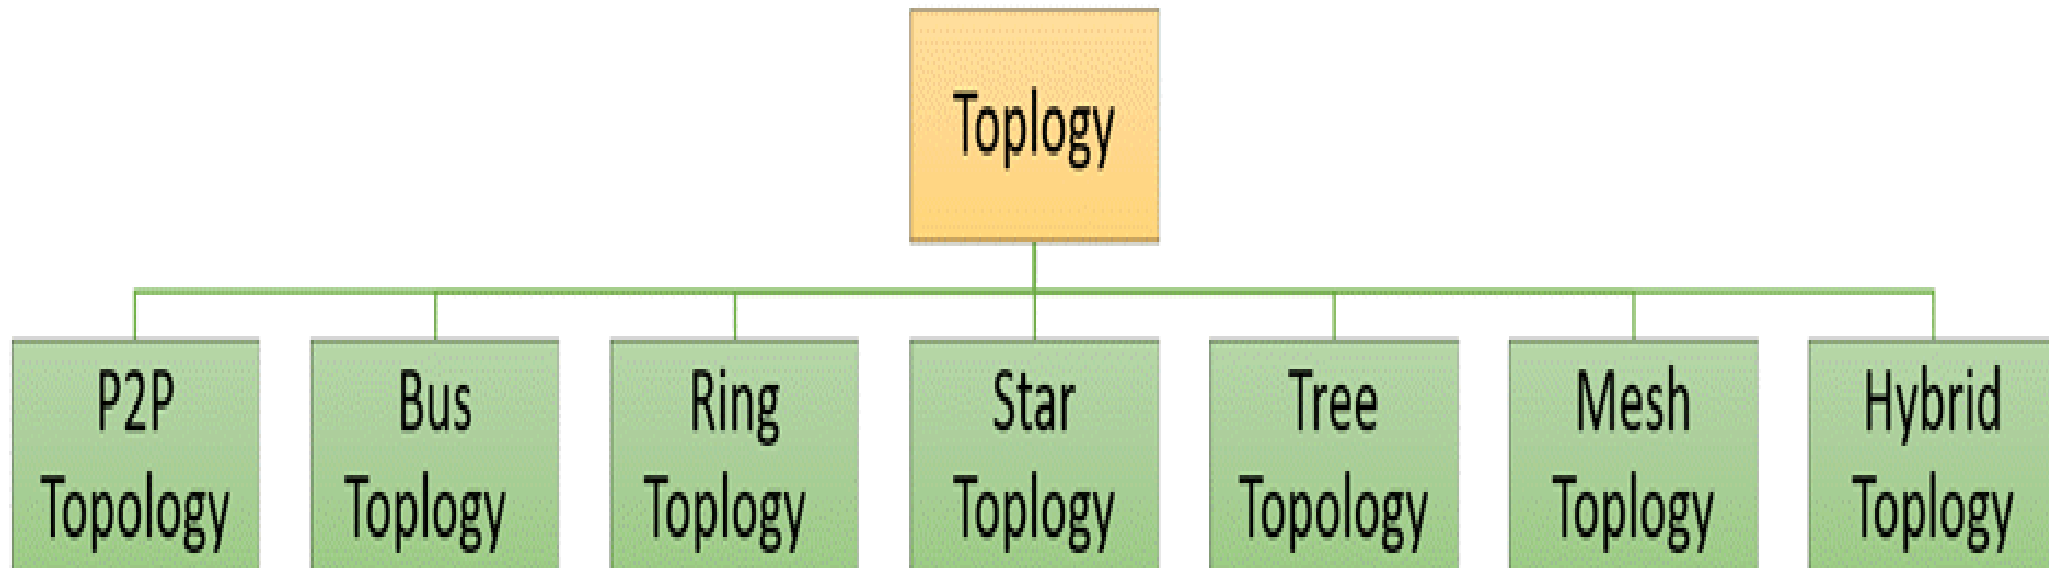 Toplogy
P2P
Topology
Bus
Toplogy
Ring
Toplogy
Star
Toplogy
Tree
Topology
Mesh
Toplogy
Hybrid
Toplogy